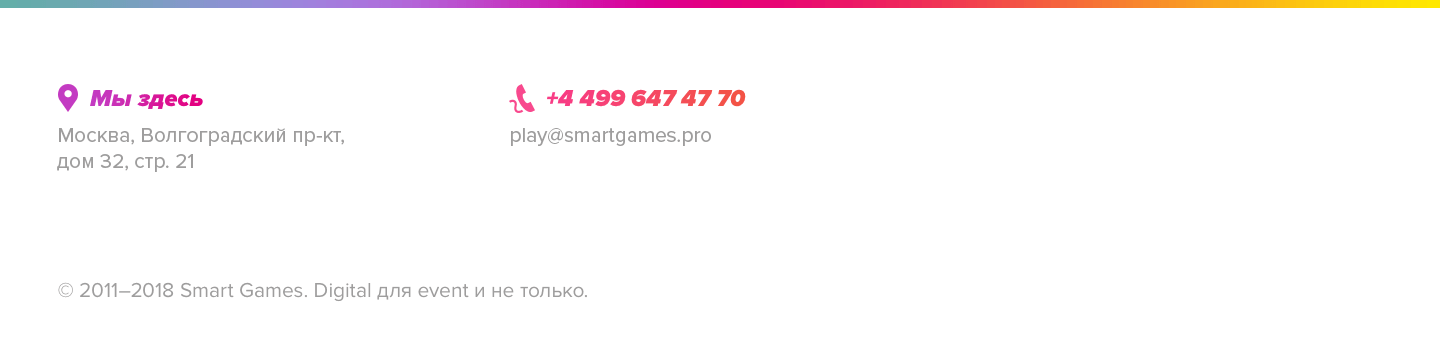 Мы здесь
Москва, Волгоградский пр-кт,
дом 32, стр. 21
+4 499 647 47 70
play@smartgames.pro
© 2011–2018 Smart Games. Digital для event и не только.